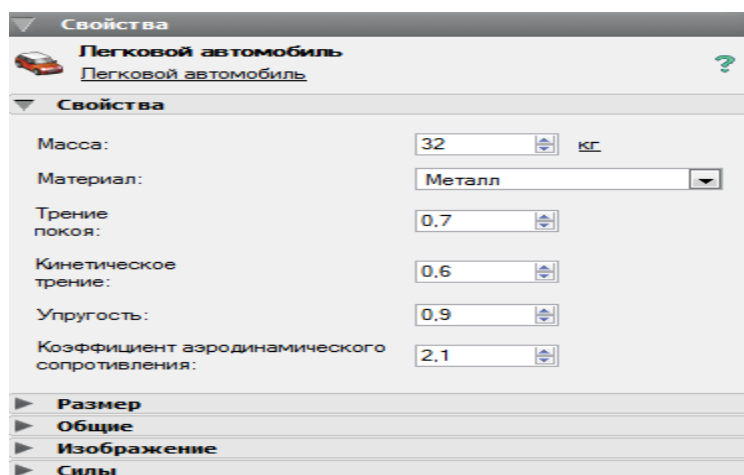 Свойства
Легковой автомобиль
?
Легковой автомобиль
Свойства
Масса: 32 кг
Материал: Металл
Трение
покоя: 0,7
Кинетическое
трение: 0,6
Упругость: 0,9
Коэффициент аэродинамического
сопротивления: 2,1
Размер
Общие
Изображение
Силы